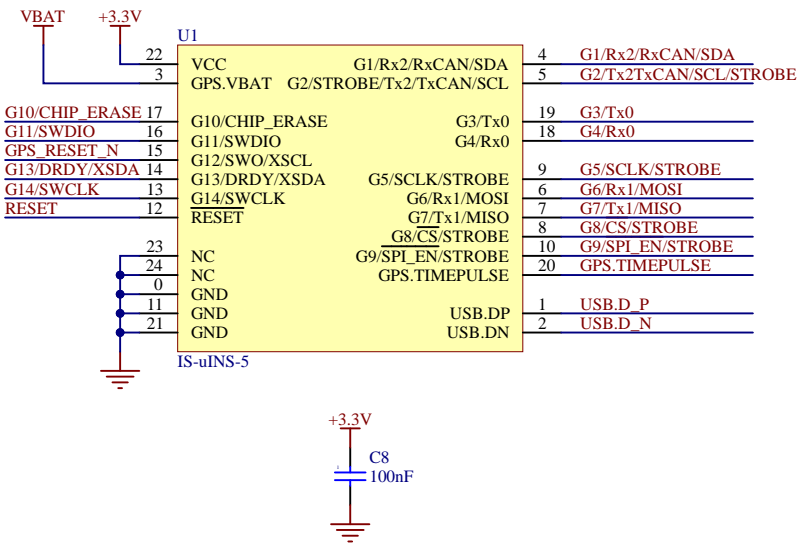 VBAT +3.3V
U1
22 VCC G1/Rx2/RxCAN/SDA 4 G1/Rx2/RxCAN/SDA
3 GPS.VBAT G2/STROBE/Tx2/TxCAN/SCL 5 G2/Tx2TxCAN/SCL/STROBE
G10/CHIP_ERASE 17 G10/CHIP_ERASE G3/Tx0 19 G3/Tx0
G11/SWDIO 16 G11/SWDIO G4/Rx0 18 G4/Rx0
GPS_RESET_N 15 G12/SWO/XSCL
G13/DRDY/XSDA 14 G13/DRDY/XSDA G5/SCLK/STROBE 9 G5/SCLK/STROBE
G14/SWCLK 13 G14/SWCLK G6/Rx1/MOSI 6 G6/Rx1/MOSI
RESET 12 RESET G7/Tx1/MISO 7 G7/Tx1/MISO
G8/CS/STROBE 8 G8/CS/STROBE
23 NC G9/SPI_EN/STROBE 10 G9/SPI_EN/STROBE
24 NC GPS.TIMEPULSE 20 GPS.TIMEPULSE
0 GND
11 GND USB.DP 1 USB.D_P
21 GND USB.DN 2 USB.D_N
IS-uINS-5
+3.3V
C8
100nF